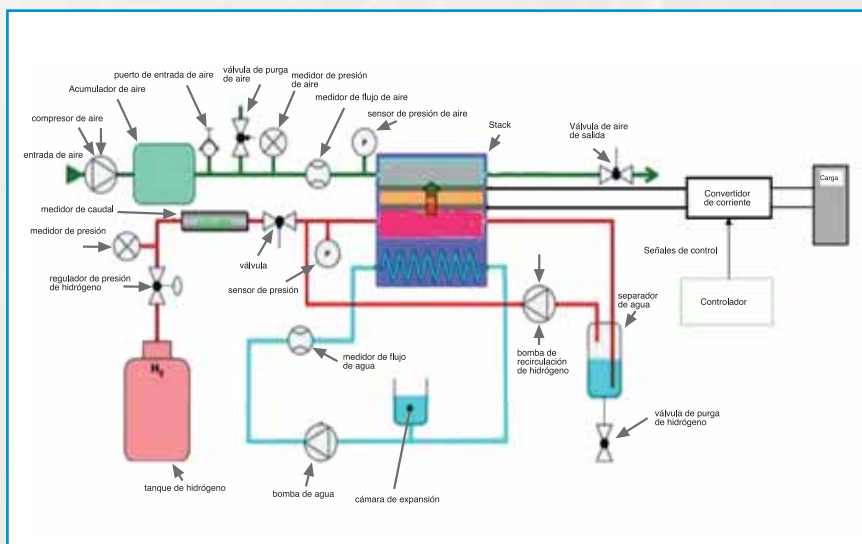 puerto de entrada de aire
válvula de purga
de aire
medidor de presión
de aire
Acumulador de aire
medidor de flujo de aire
compresor de aire
sensor de presión de aire
Stack
Válvula de aire
de salida
entrada de aire
P
Convertidor
de corriente
Carga
medidor de caudal
medidor de presión
válvula
P
Señales de control
regulador de presión
de hidrógeno
sensor de presión
separador
de agua
Controlador
medidor de flujo
de agua
bomba de
recirculación
de hidrógeno
H2
válvula de purga
de hidrógeno
tanque de hidrógeno
bomba de agua
cámara de expansión